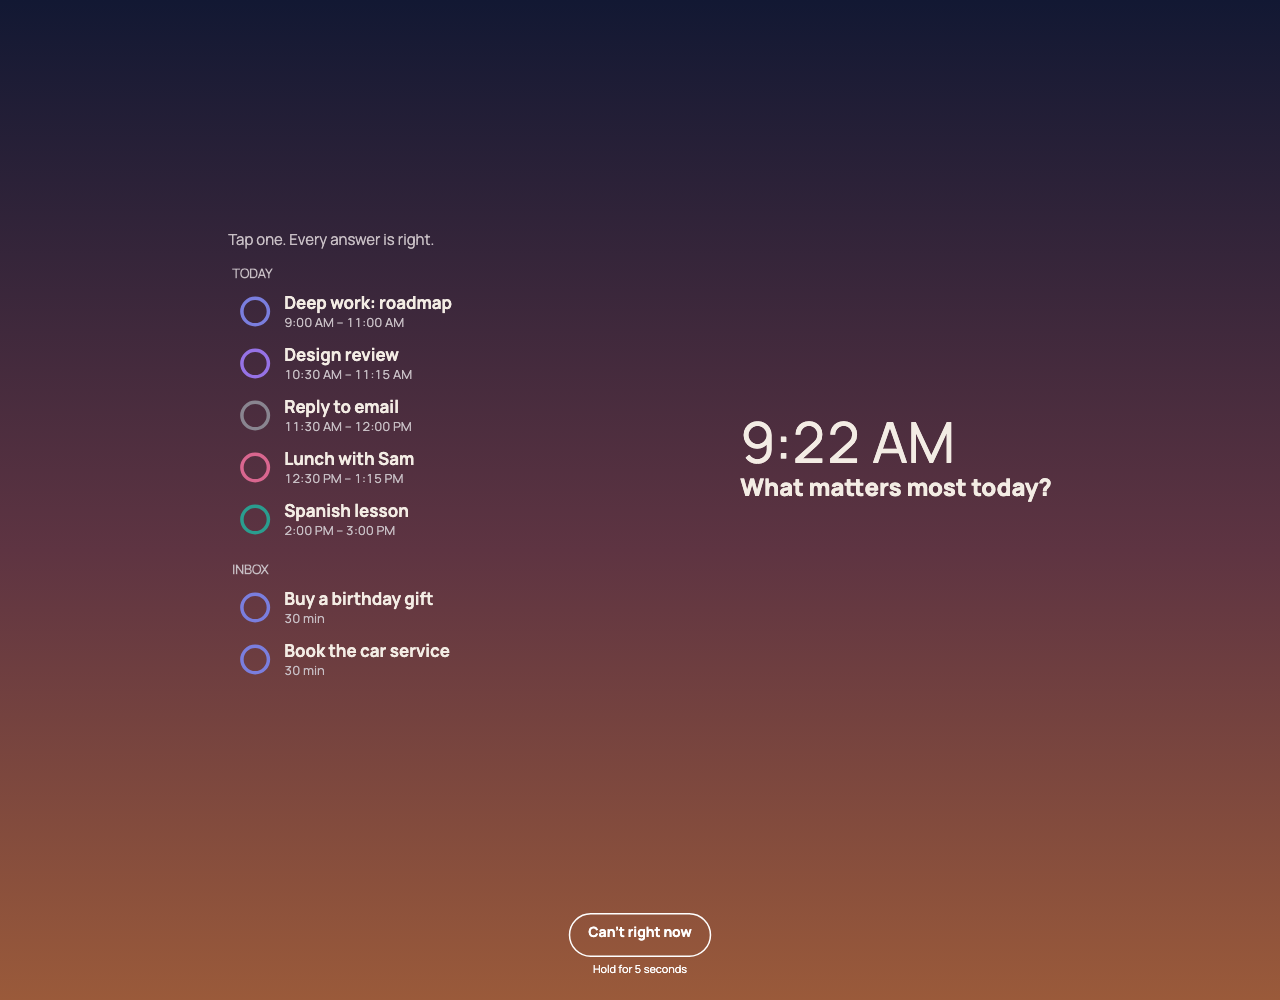 Tap one. Every answer is right.
TODAY
Deep work: roadmap
9:00 AM – 11:00 AM
Design review
10:30 AM – 11:15 AM
Reply to email
11:30 AM – 12:00 PM
Lunch with Sam
12:30 PM – 1:15 PM
Spanish lesson
2:00 PM – 3:00 PM
INBOX
Buy a birthday gift
30 min
Book the car service
30 min
9:22 AM
What matters most today?
Can't right now
Hold for 5 seconds